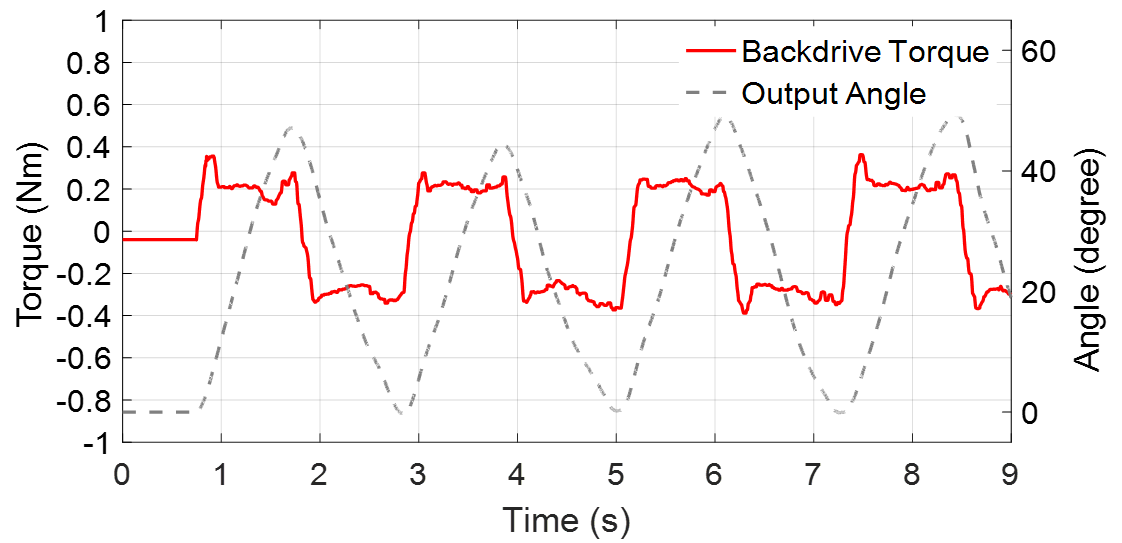 Backdrive Torque
Output Angle
Torque (Nm)
1
0.8
0.6
0.4
0.2
0
-0.2
-0.4
-0.6
-0.8
-1
60
40
20
0
Angle (degree)
0 1 2 3 4 5 6 7 8 9
Time (s)